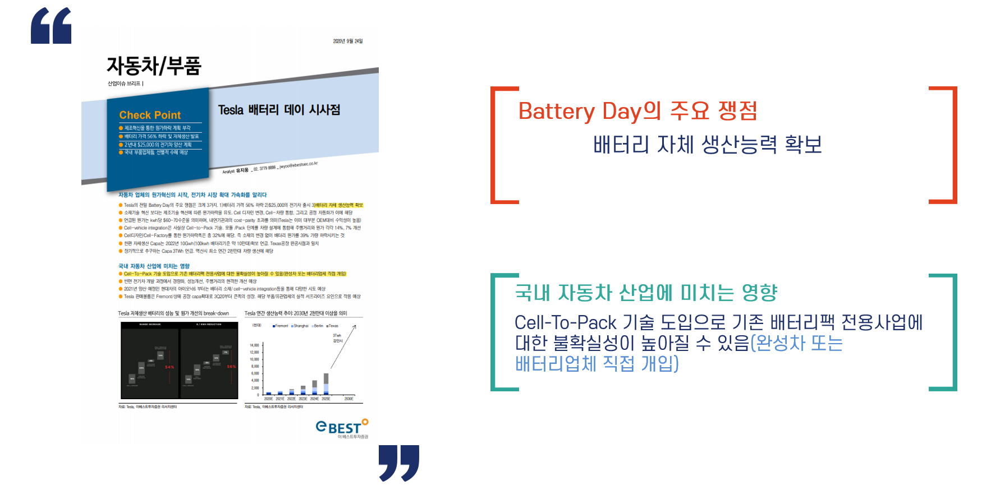 2020년 9월 24일
자동차/부품
산업이슈 브리프 |
Check Point
제조혁신을 통한 원가하락 계획 부각
배터리 가격 56% 하락 및 자체생산 발표
2년내 $25,000의 전기차 양산 계획
국내 부품업체들 선별적 수혜 예상
Tesla 배터리 데이 시사점
Analyst 유지웅 _ 02. 3779 8886 _ jwyoo@ebestsec.co.kr
자동차 업체의 원가혁신의 시작, 전기차 시장 확대 가속화를 알리다
Tesla의 전일 Battery Day의 주요 쟁점은 크게 3가지. 1)배터리 가격 56% 하락 2)$25,000의 전기차 출시 3)배터리 자체 생산능력 확보
소재기술 혁신 보다는 제조기술 혁신에 따른 원가하락을 유도. Cell 디자인 변경, Cell-차량 통합, 그리고 공정 자동화가 이에 해당
언급된 원가는 kwh당 $60~70수준을 의미하며, 내연기관과의 cost-parity 초과를 의미(Tesla는 이미 대부분 OEM대비 수익성이 높음)
Cell-vehicle integration은 사실상 Cell-to-Pack 기술. 모듈 /Pack 단계를 차량 설계에 통합해 주행거리와 원가 각각 14%, 7% 개선
Cell디자인/Cell-Factory를 통한 원가하락폭은 총 32%에 해당. 즉 소재의 변경 없이 배터리 원가를 39% 가량 하락시키는 것
한편 자체생산 Capa는 2022년 10Gwh(100kwh 배터리기준 약 10만대)확보 언급. Texas공장 완공시점과 일치
장기적으로 추구하는 Capa 3TWh 언급. 역산시 최소 연간 2천만대 차량 생산에 해당
국내 자동차 산업에 미치는 영향
Cell-To-Pack 기술 도입으로 기존 배터리팩 전용사업에 대한 불확실성이 높아질 수 있음(완성차 또는 배터리업체 직접 개입)
반면 전기차 개발 과정에서 경량화, 성능개선, 주행거리의 현격한 개선 예상
2021년 양산 예정인 현대차의 아이오닉6 부터는 배터리 소재/ cell-vehicle integration등을 통해 다양한 시도 예상
Tesla 판매볼륨은 Fremont/상해 공장 capa확대로 3Q20부터 큰폭의 성장. 해당 부품/유관업체의 실적 서프라이즈 요인으로 작용 예상
Tesla 자체생산 배터리의 성능 및 원가 개선의 break-down
RANGE INCREASE
$ / KWH REDUCTION
54%
56%
자료: Tesla, 이베스트투자증권 리서치센터
Tesla 연간 생산능력 추이: 2030년 2천만대 이상을 의미
(천대)
Fremont Shanghai Berlin Texas
3Twh
감안시
14,000
12,000
10,000
8,000
6,000
4,000
2,000
0
2020E 2021E 2022E 2023E 2024E 2025E 2030E
자료: Tesla, 이베스트투자증권 리서치센터
eBEST
이베스트투자증권
Battery Day의 주요 쟁점
배터리 자체 생산능력 확보
국내 자동차 산업에 미치는 영향
Cell-To-Pack 기술 도입으로 기존 배터리팩 전용사업에
대한 불확실성이 높아질 수 있음(완성차 또는
배터리업체 직접 개입)